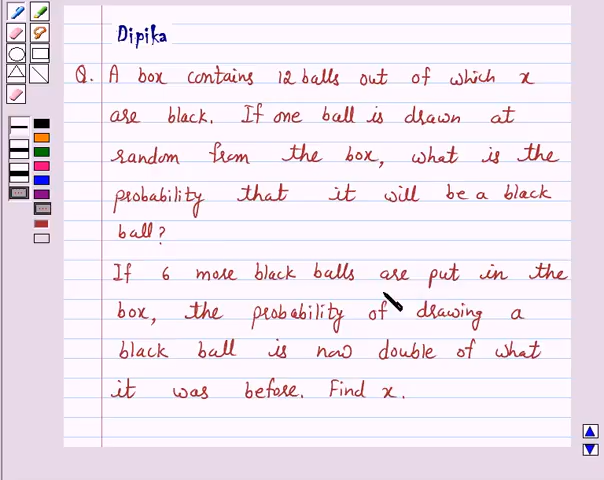 Dipika
Q. A box contains 12 balls out of which x
are black. If one ball is drawn at
random from the box, what is the
probability that it will be a black
ball?
If 6 more black balls are put in the
box, the probability of drawing a
black ball is now double of what
it was before. Find x.